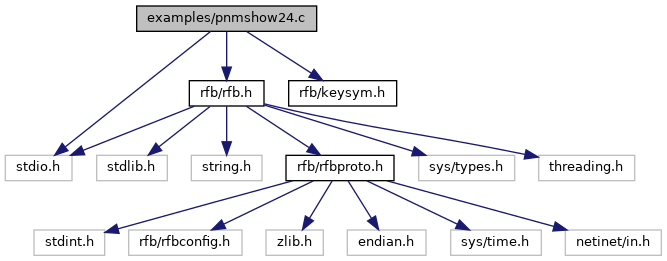 examples/pnmshow24.c
rfb/rfb.h
rfb/keysym.h
stdio.h
stdlib.h
string.h
rfb/rfbproto.h
sys/types.h
threading.h
stdint.h
rfb/rfbconfig.h
zlib.h
endian.h
sys/time.h
netinet/in.h